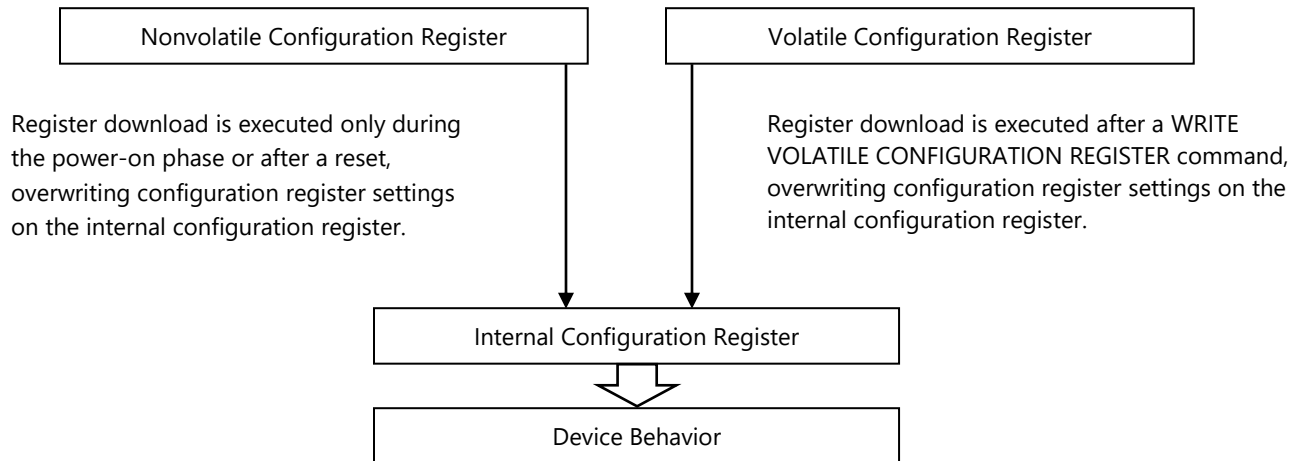 Nonvolatile Configuration Register
Volatile Configuration Register
Register download is executed only during
the power-on phase or after a reset,
overwriting configuration register settings
on the internal configuration register.
Register download is executed after a WRITE
VOLATILE CONFIGURATION REGISTER command,
overwriting configuration register settings on the
internal configuration register.
Internal Configuration Register
Device Behavior